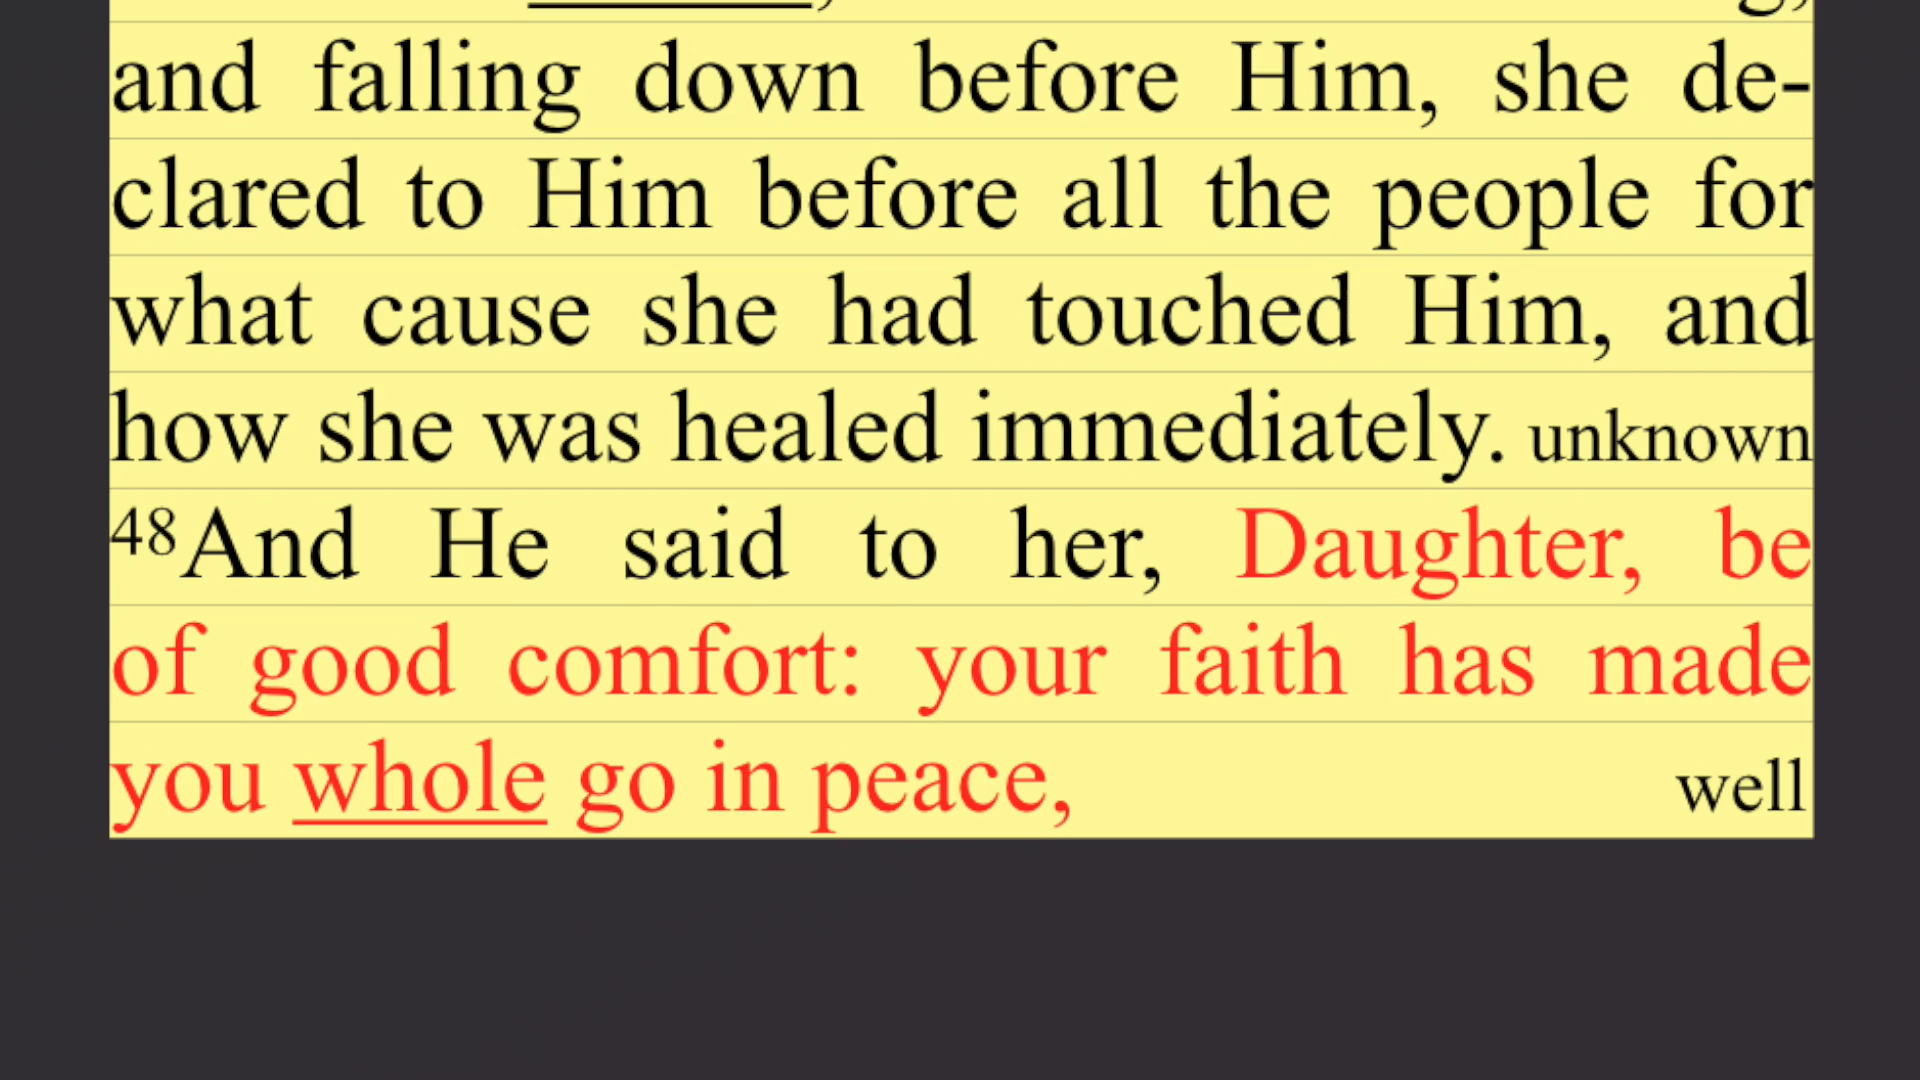 and falling down before Him, she de-
clared to Him before all the people for
what cause she had touched Him, and
how she was healed immediately. unknown
48And He said to her, Daughter, be
of good comfort: your faith has made
you whole go in peace, well